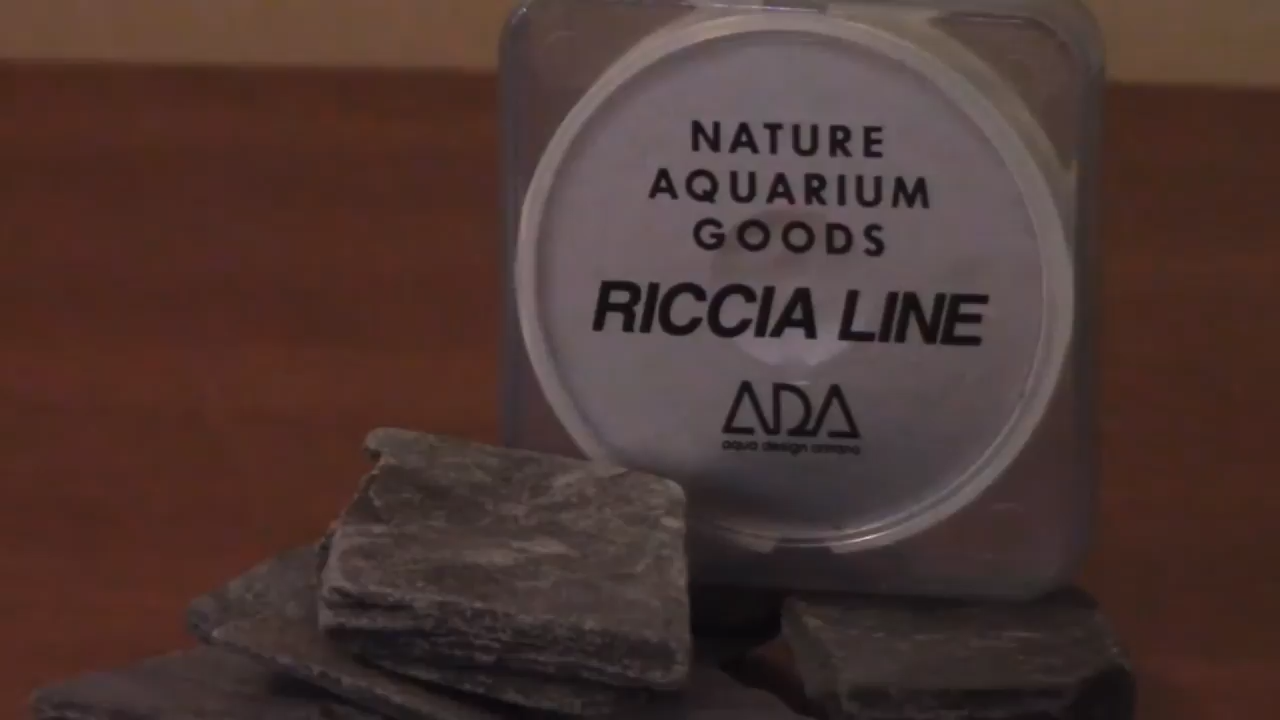 NATURE
AQUARIUM
GOODS
RICCIA LINE
ADA
aqua design amano